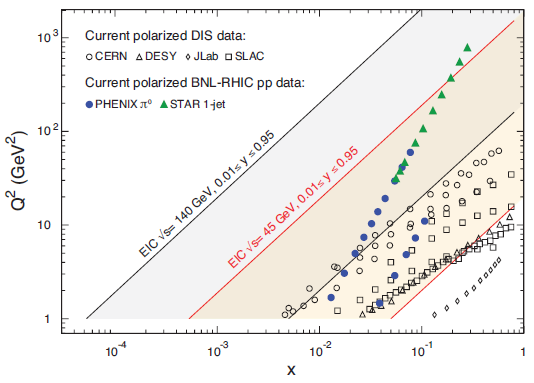 Current polarized DIS data:
○ CERN △ DESY ◊ JLab □ SLAC
Current polarized BNL-RHIC pp data:
● PHENIX π⁰ ▲ STAR 1-jet
EIC √s= 140 GeV, 0.01≤ y ≤ 0.95
EIC √s= 45 GeV, 0.01≤ y ≤ 0.95
Q² (GeV²)
10³
10²
10
1
10⁻⁴ 10⁻³ 10⁻² 10⁻¹ 1
x